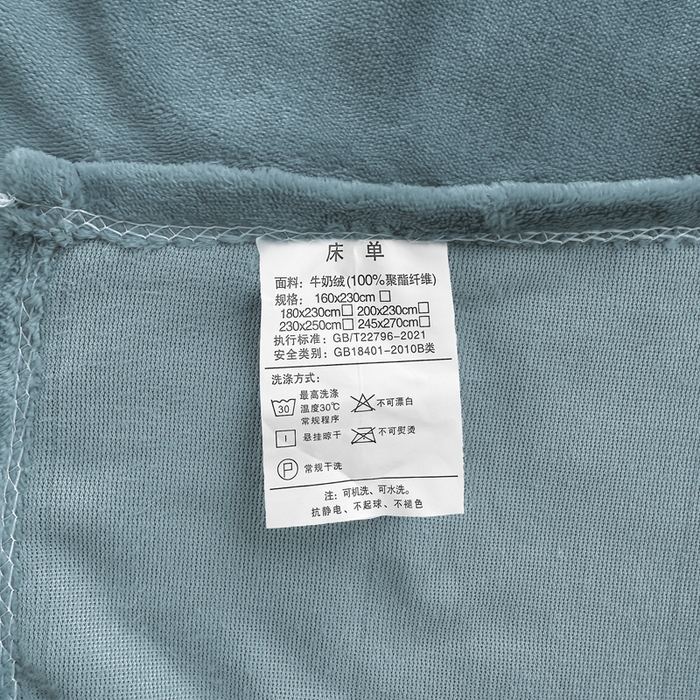 床 单
面料: 牛奶绒(100%聚酯纤维)
规格: 160x230cm □
180x230cm□ 200x230cm□
230x250cm□ 245x270cm□
执行标准: GB/T22796-2021
安全类别: GB18401-2010B类
洗涤方式:
30 最高洗涤温度30℃常规程序
不可漂白
悬挂晾干
不可熨烫
P 常规干洗
注: 可机洗、可水洗。
抗静电、不起球、不褪色